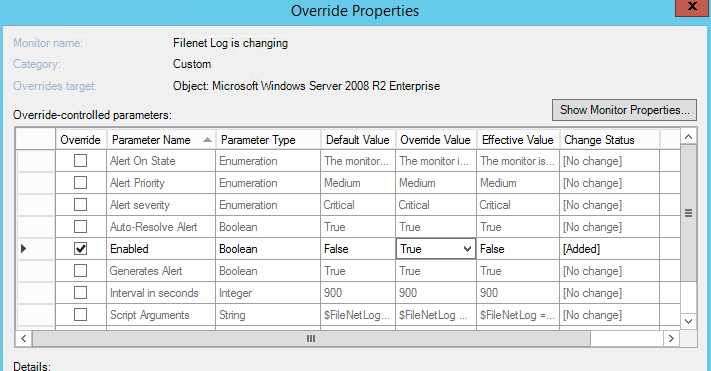 Override Properties
x
Monitor name: Filenet Log is changing
Category: Custom
Overrides target: Object: Microsoft Windows Server 2008 R2 Enterprise
Override-controlled parameters: Show Monitor Properties...
Override Parameter Name Parameter Type Default Value Override Value Effective Value Change Status
Alert On State Enumeration The monitor... The monitor i... The monitor is... [No change]
Alert Priority Enumeration Medium Medium Medium [No change]
Alert severity Enumeration Critical Critical Critical [No change]
Auto-Resolve Alert Boolean True True True [No change]
Enabled Boolean False True False [Added]
Generates Alert Boolean True True True [No change]
Interval in seconds Integer 900 900 900 [No change]
Script Arguments String $FileNetLog... $FileNetLog ... $FileNetLog =... [No change]
Details: